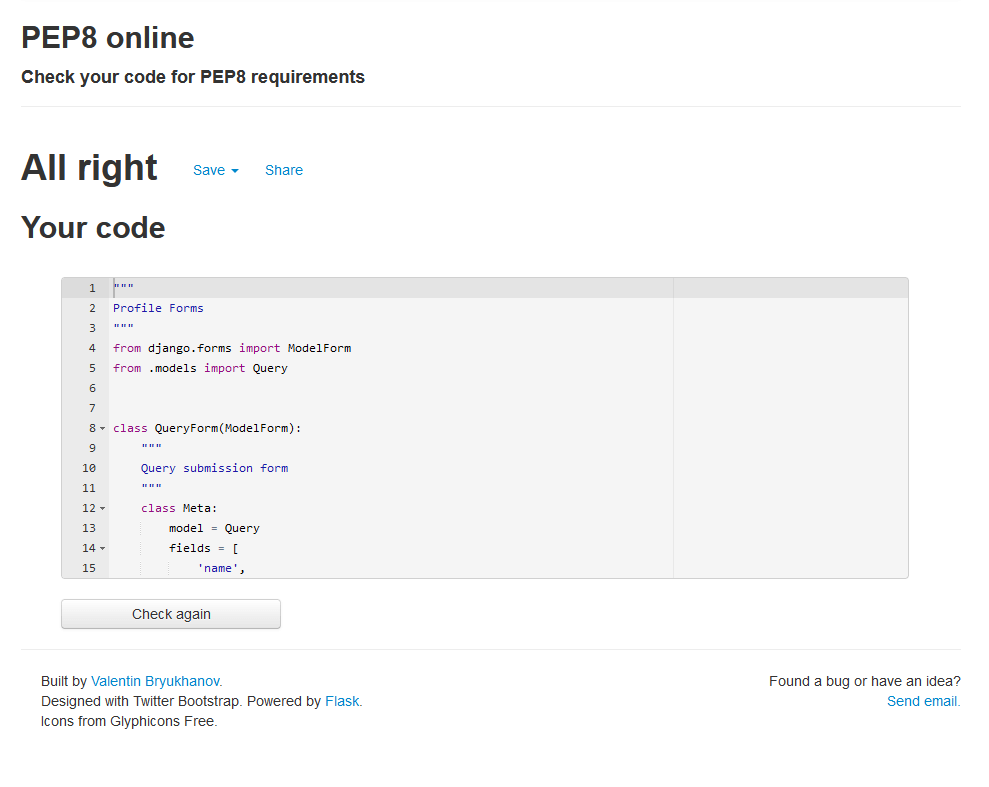 PEP8 online
Check your code for PEP8 requirements
All right Save Share
Your code
1 """
2 Profile Forms
3 """
4 from django.forms import ModelForm
5 from .models import Query
6
7
8 class QueryForm(ModelForm):
9     """
10     Query submission form
11     """
12     class Meta:
13         model = Query
14         fields = [
15             'name',
Check again
Built by Valentin Bryukhanov.
Designed with Twitter Bootstrap. Powered by Flask.
Icons from Glyphicons Free.
Found a bug or have an idea?
Send email.